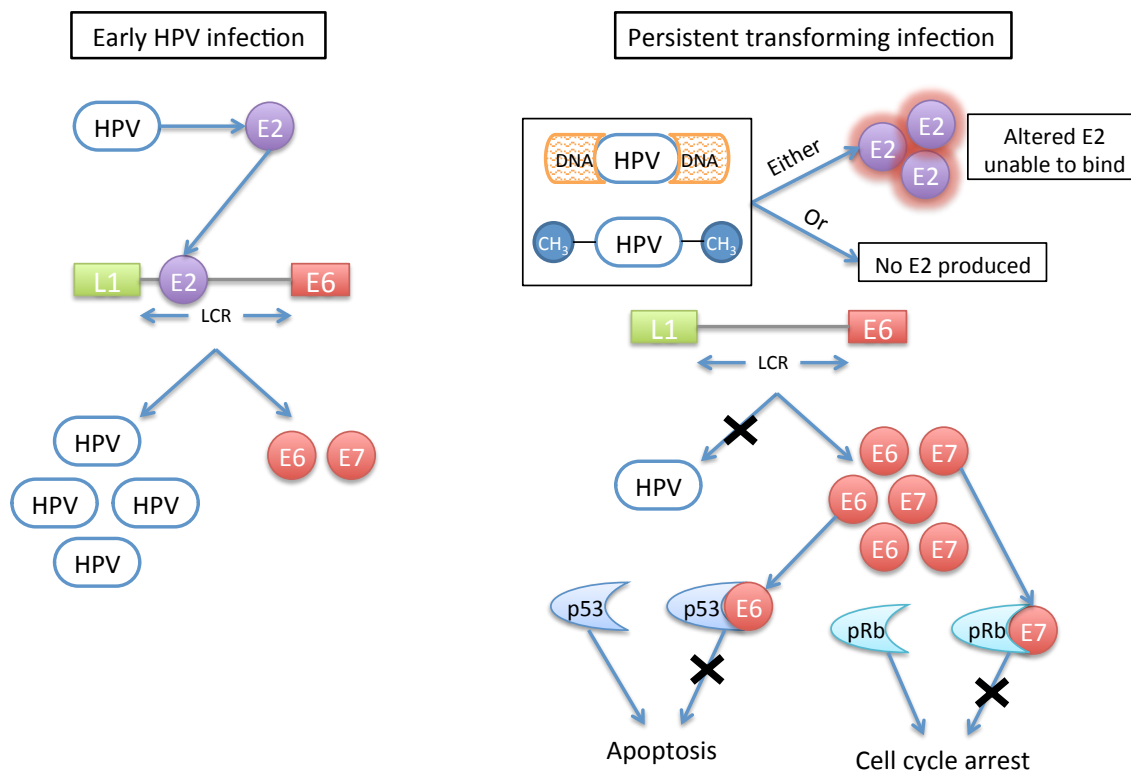 Early HPV infection
HPV
E2
L1
E2
E6
LCR
HPV
HPV
HPV
HPV
E6
E7
Persistent transforming infection
DNA
HPV
DNA
CH3
HPV
CH3
Either
Or
E2
E2
E2
Altered E2
unable to bind
No E2 produced
L1
E6
LCR
HPV
E6
E7
E6
E7
E6
E7
p53
p53
E6
pRb
pRb
E7
Apoptosis
Cell cycle arrest